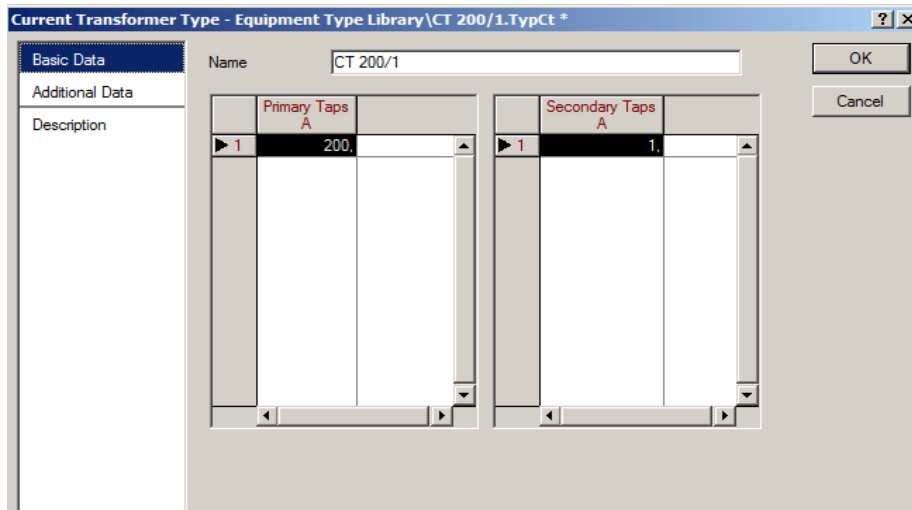 Current Transformer Type - Equipment Type Library\CT 200/1.TypCt *
Basic Data
Additional Data
Description
Name
CT 200/1
OK
Cancel
Primary Taps
A
1
200,
Secondary Taps
A
1
1,